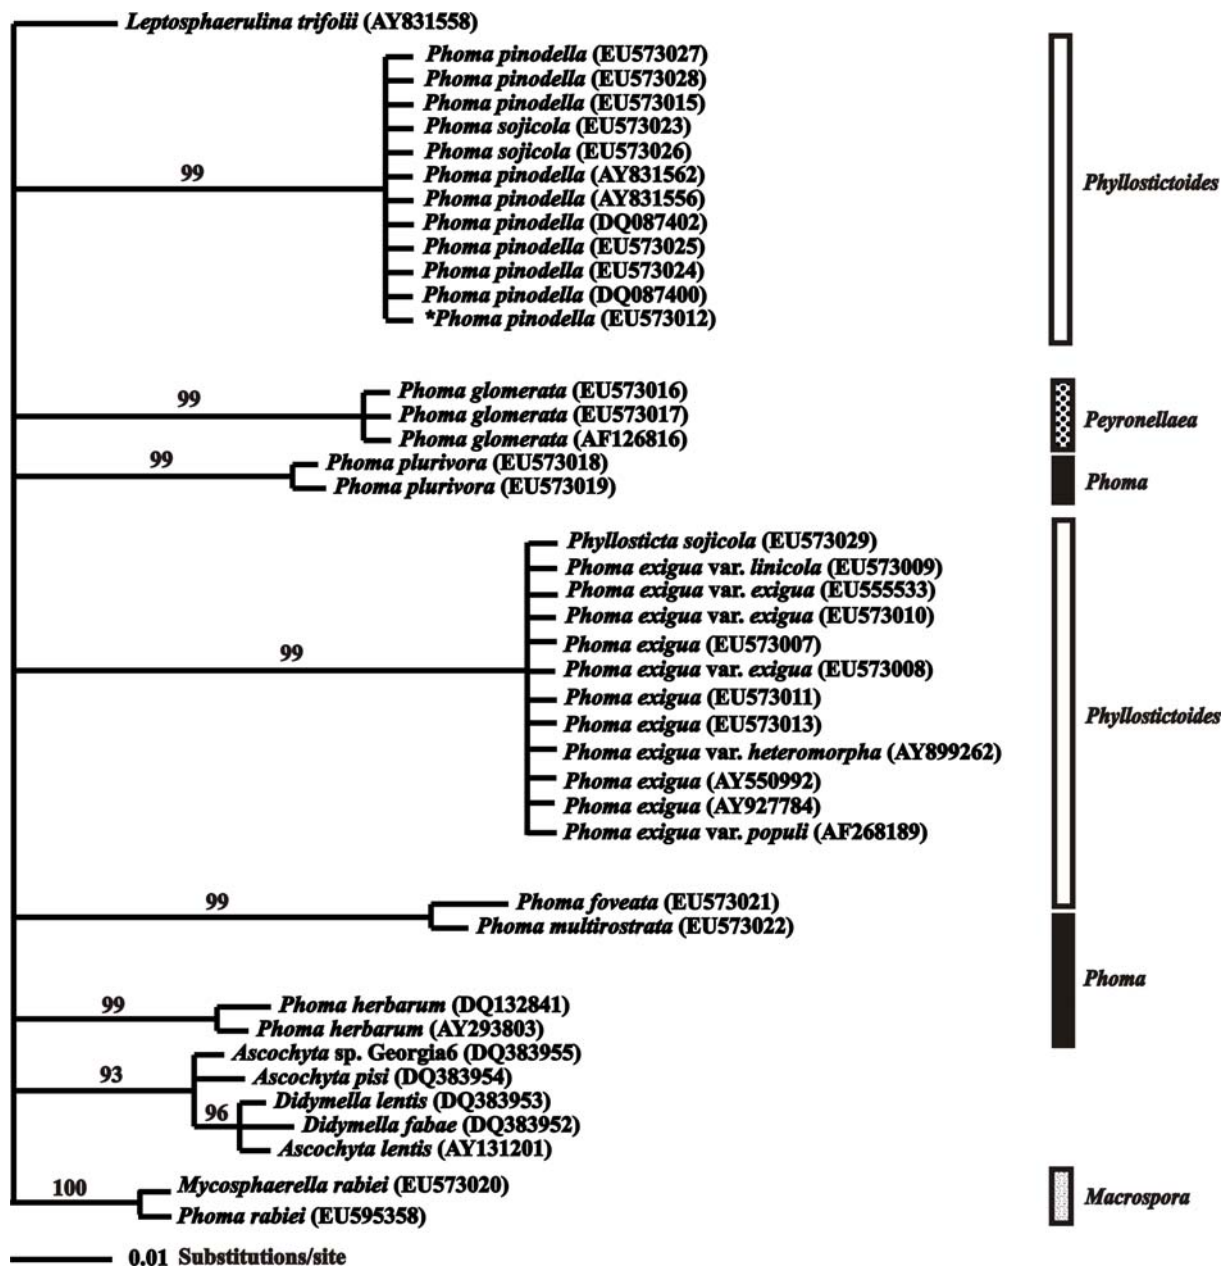 Leptosphaerulina trifolii (AY831558)
Phoma pinodella (EU573027)
Phoma pinodella (EU573028)
Phoma pinodella (EU573015)
Phoma sojicola (EU573023)
Phoma sojicola (EU573026)
99
Phoma pinodella (AY831562)
Phyllostictoides
Phoma pinodella (AY831556)
Phoma pinodella (DQ087402)
Phoma pinodella (EU573025)
Phoma pinodella (EU573024)
Phoma pinodella (DQ087400)
*Phoma pinodella (EU573012)
99
Phoma glomerata (EU573016)
Phoma glomerata (EU573017)
Peyronellaea
Phoma glomerata (AF126816)
99
Phoma plurivora (EU573018)
Phoma
Phoma plurivora (EU573019)
Phyllosticta sojicola (EU573029)
Phoma exigua var. linicola (EU573009)
Phoma exigua var. exigua (EU555533)
Phoma exigua var. exigua (EU573010)
Phoma exigua (EU573007)
99
Phoma exigua var. exigua (EU573008)
Phoma exigua (EU573011)
Phyllostictoides
Phoma exigua (EU573013)
Phoma exigua var. heteromorpha (AY899262)
Phoma exigua (AY550992)
Phoma exigua (AY927784)
Phoma exigua var. populi (AF268189)
99
Phoma foveata (EU573021)
Phoma multirostrata (EU573022)
Phoma
99
Phoma herbarum (DQ132841)
Phoma herbarum (AY293803)
Ascochyta sp. Georgia6 (DQ383955)
93
Ascochyta pisi (DQ383954)
Didymella lentis (DQ383953)
96
Didymella fabae (DQ383952)
Ascochyta lentis (AY131201)
100
Mycosphaerella rabiei (EU573020)
Macrospora
Phoma rabiei (EU595358)
0.01 Substitutions/site